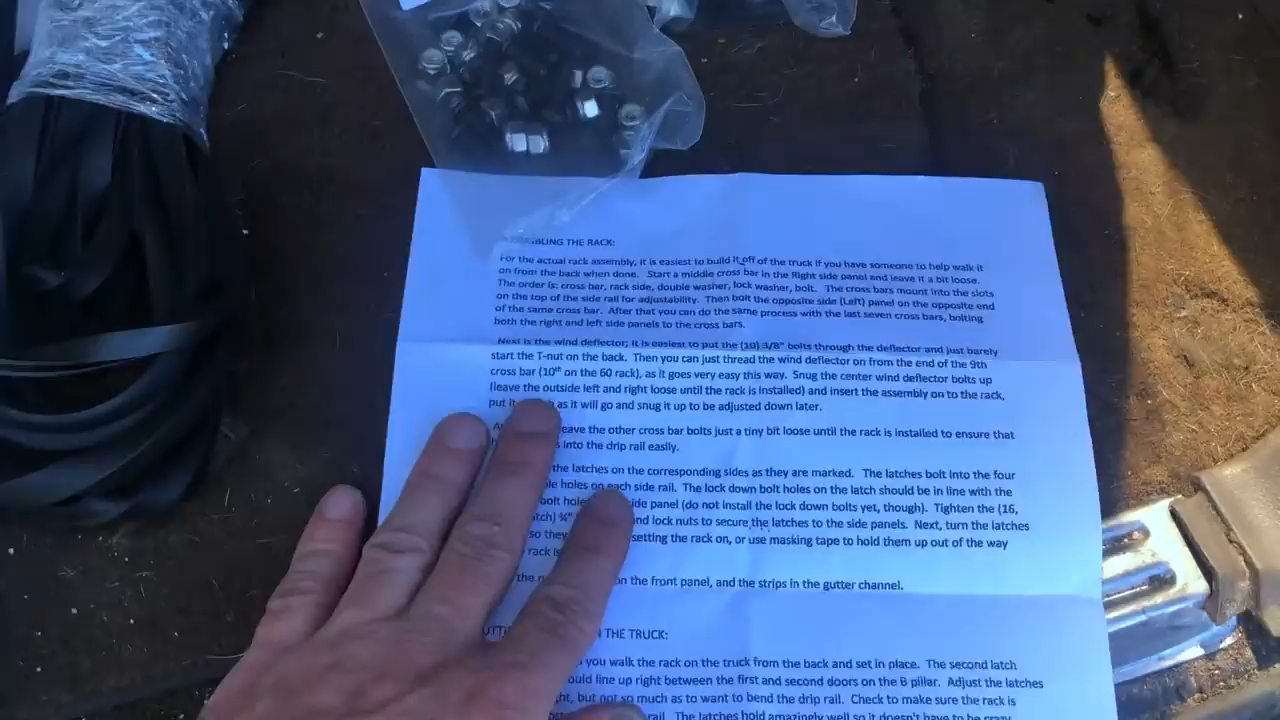 BLING THE RACK:
For the actual rack assembly, it is easiest to build it off of the truck if you have someone to help walk it
on from the back when done. Start a middle cross bar in the Right side panel and leave it a bit loose.
The order is: cross bar, rack side, double washer, lock washer, bolt. The cross bars mount into the slots
on the top of the side rail for adjustability. Then bolt the opposite side (Left) panel on the opposite end
of the same cross bar. After that you can do the same process with the last seven cross bars, bolting
both the right and left side panels to the cross bars.
Next is the wind deflector; it is easiest to put the (10) 3/8" bolts through the deflector and just barely
start the T-nut on the back. Then you can just thread the wind deflector on from the end of the 9th
cross bar (10th on the 60 rack), as it goes very easy this way. Snug the center wind deflector bolts up
(leave the outside left and right loose until the rack is installed) and insert the assembly on to the rack,
put it as it will go and snug it up to be adjusted down later.
eave the other cross bar bolts just a tiny bit loose until the rack is installed to ensure that
into the drip rail easily.
the latches on the corresponding sides as they are marked. The latches bolt into the four
le holes on each side rail. The lock down bolt holes on the latch should be in line with the
bolt hole ide panel (do not install the lock down bolts yet, though). Tighten the (16,
tch) ¾" nd lock nuts to secure the latches to the side panels. Next, turn the latches
so they setting the rack on, or use masking tape to hold them up out of the way
rack is
the on the front panel, and the strips in the gutter channel.
UTTI N THE TRUCK:
you walk the rack on the truck from the back and set in place. The second latch
ould line up right between the first and second doors on the B pillar. Adjust the latches
ht, but not so much as to want to bend the drip rail. Check to make sure the rack is
rail. The latches hold amazingly well so it doesn't have to be crazy